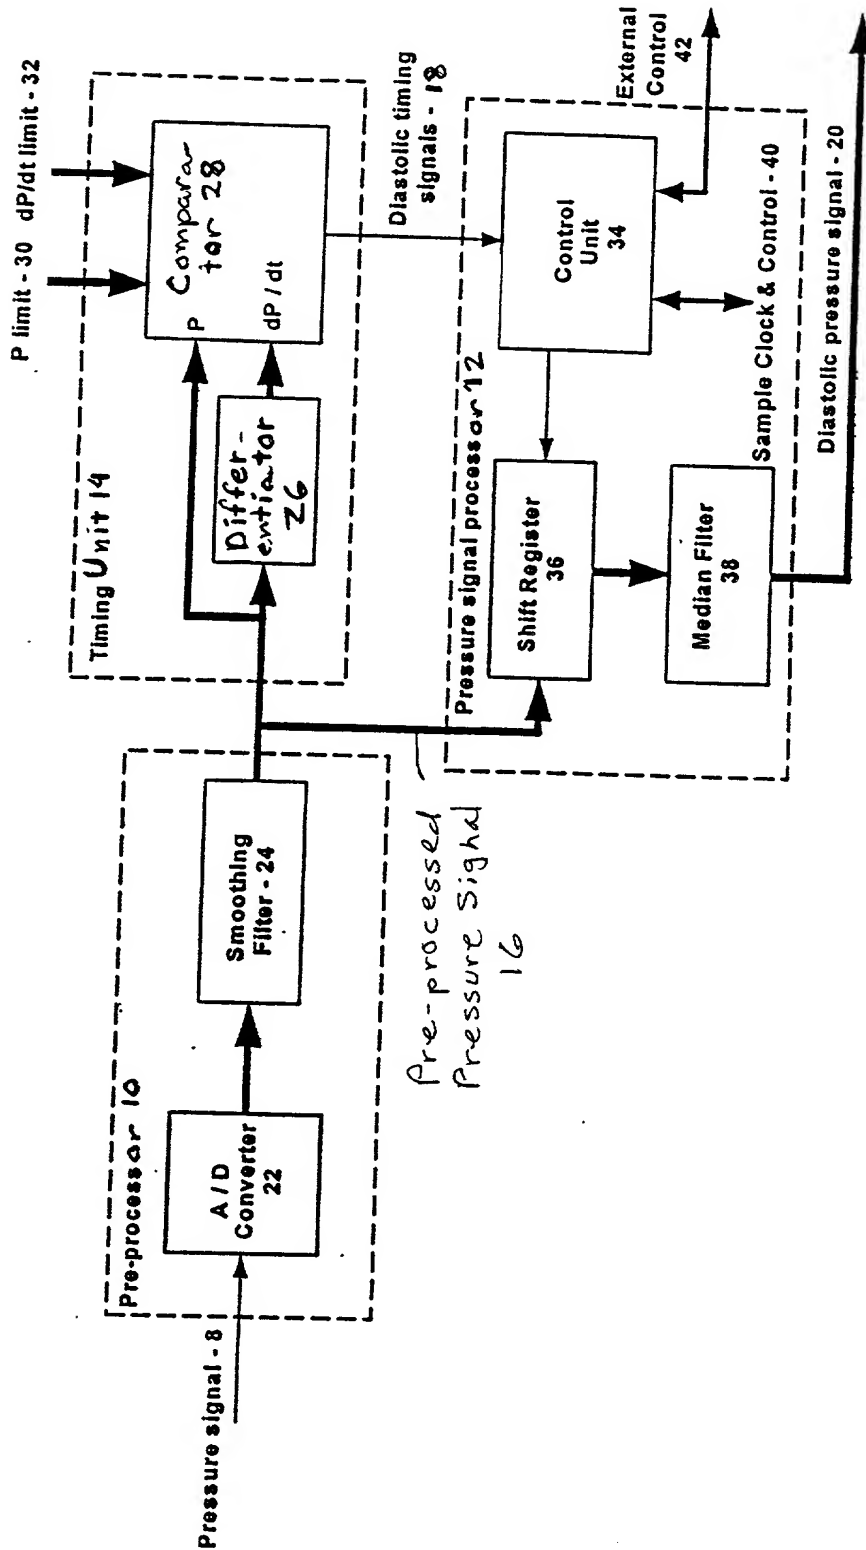 Pressure signal - 8
Pre-processor 10
A / D
Converter
22
Smoothing
Filter - 24
Pre-processed
Pressure Signal
16
Timing Unit 14
Differ-
entiator
26
P limit - 30
dP/dt limit - 32
Compara-
tor 28
P
dP / dt
Diastolic timing
signals - 18
Pressure signal processor 12
Shift Register
36
Median Filter
38
Control
Unit
34
External
Control
42
Sample Clock & Control - 40
Diastolic pressure signal - 20